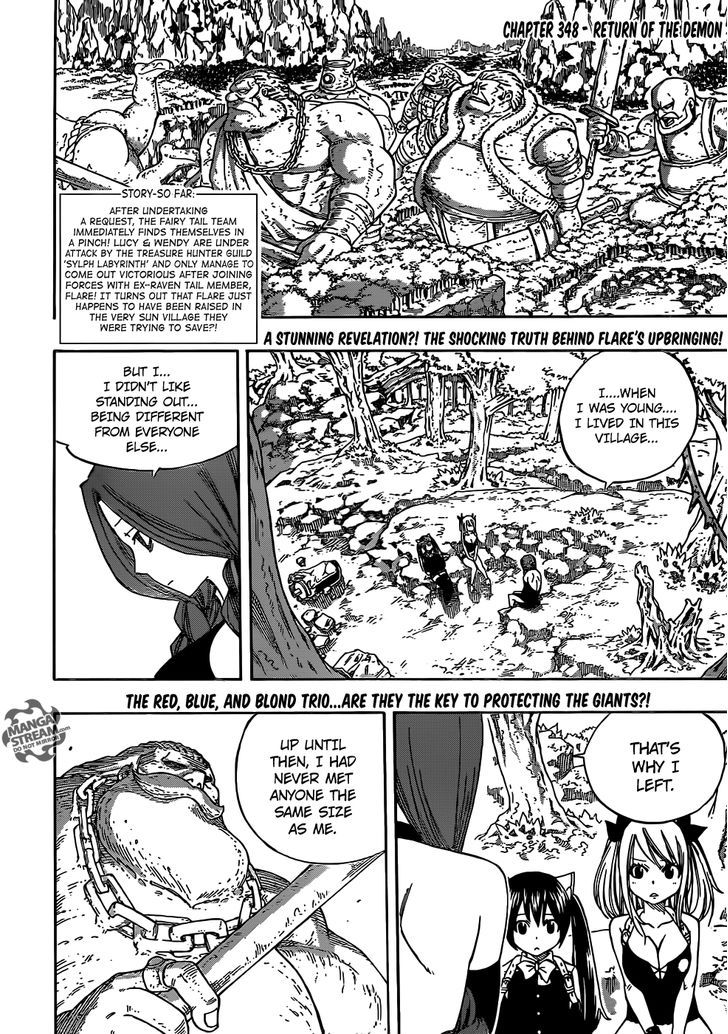 CHAPTER 348 - RETURN OF THE DEMON
STORY-SO FAR:
AFTER UNDERTAKING
A REQUEST, THE FAIRY TAIL TEAM
IMMEDIATELY FINDS THEMSELVES IN
A PINCH! LUCY & WENDY ARE UNDER
ATTACK BY THE TREASURE HUNTER GUILD
'SYLPH LABYRINTH' AND ONLY MANAGE TO
COME OUT VICTORIOUS AFTER JOINING
FORCES WITH EX-RAVEN TAIL MEMBER,
FLARE! IT TURNS OUT THAT FLARE JUST
HAPPENS TO HAVE BEEN RAISED IN
THE VERY SUN VILLAGE THEY
WERE TRYING TO SAVE?!
A STUNNING REVELATION?! THE SHOCKING TRUTH BEHIND FLARE'S UPBRINGING!
I....WHEN
I WAS YOUNG....
I LIVED IN THIS
VILLAGE...
BUT I...
I DIDN'T LIKE
STANDING OUT...
BEING DIFFERENT
FROM EVERYONE
ELSE...
THE RED, BLUE, AND BLOND TRIO...ARE THEY THE KEY TO PROTECTING THE GIANTS?!
THAT'S
WHY I
LEFT.
UP UNTIL
THEN, I HAD
NEVER MET
ANYONE THE
SAME SIZE
AS ME.
MANGA
STREAM
DO NOT MIRROR